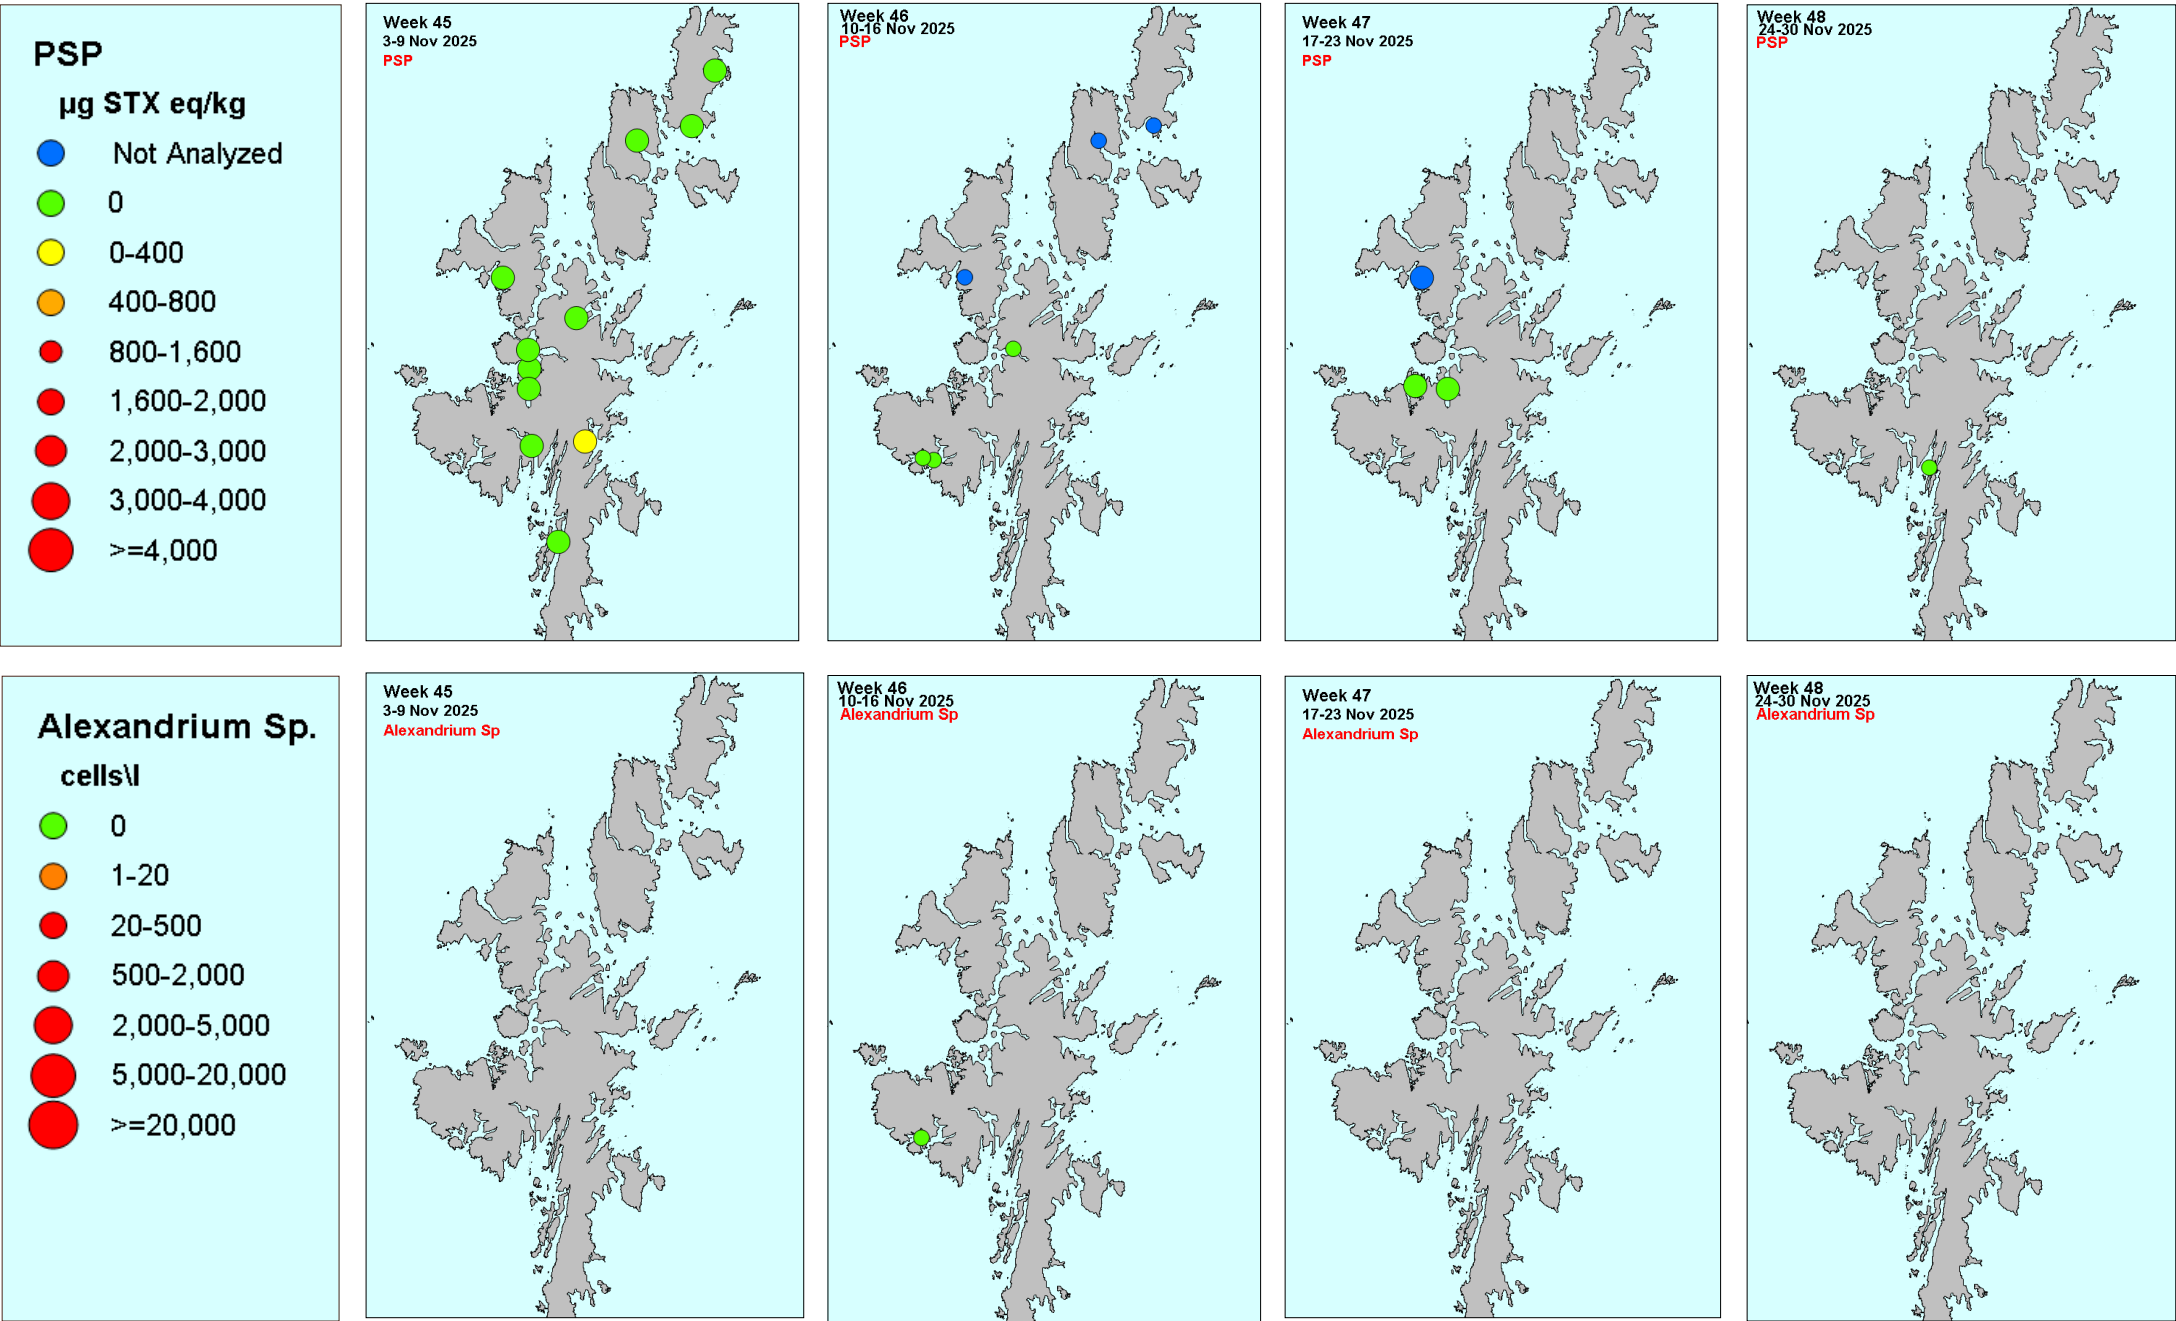 PSP
µg STX eq/kg
Not Analyzed
0
0-400
400-800
800-1,600
1,600-2,000
2,000-3,000
3,000-4,000
>=4,000
Week 45
3-9 Nov 2025
PSP
Week 46
10-16 Nov 2025
PSP
Week 47
17-23 Nov 2025
PSP
Week 48
24-30 Nov 2025
PSP
Alexandrium Sp.
cells\l
0
1-20
20-500
500-2,000
2,000-5,000
5,000-20,000
>=20,000
Week 45
3-9 Nov 2025
Alexandrium Sp
Week 46
10-16 Nov 2025
Alexandrium Sp
Week 47
17-23 Nov 2025
Alexandrium Sp
Week 48
24-30 Nov 2025
Alexandrium Sp